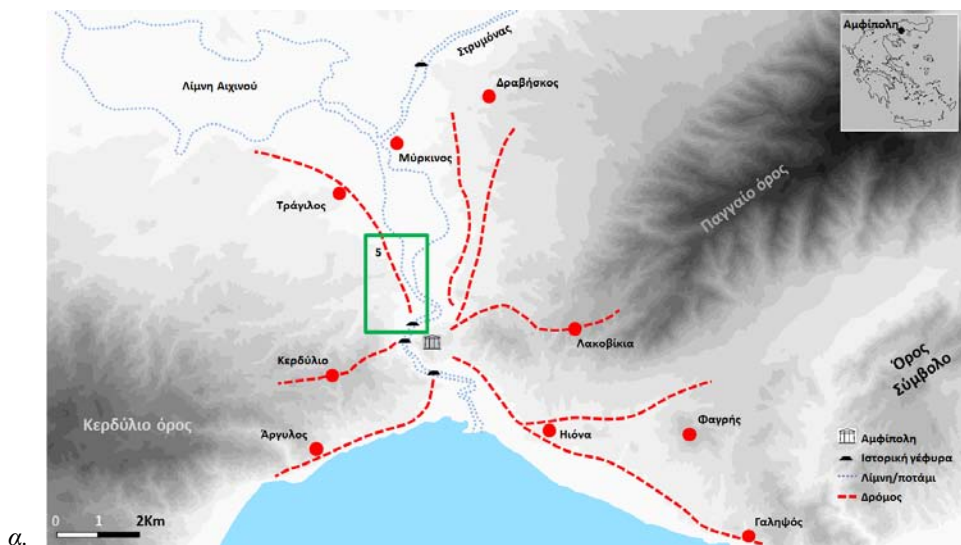 Αμφίπολη
Στρυμόνας
Λίμνη Αιχινού
Δραβήσκος
Μύρκινος
Τράγιλος
Παγγαίο όρος
5
Λακοβίκια
Κερδύλιο
Όρος
Σύμβολο
Κερδύλιο όρος
Φαγρής
Άργυλος
Ηιόνα
Αμφίπολη
Ιστορική γέφυρα
Λίμνη/ποτάμι
Δρόμος
Γαληψός
0 1 2Km
α.